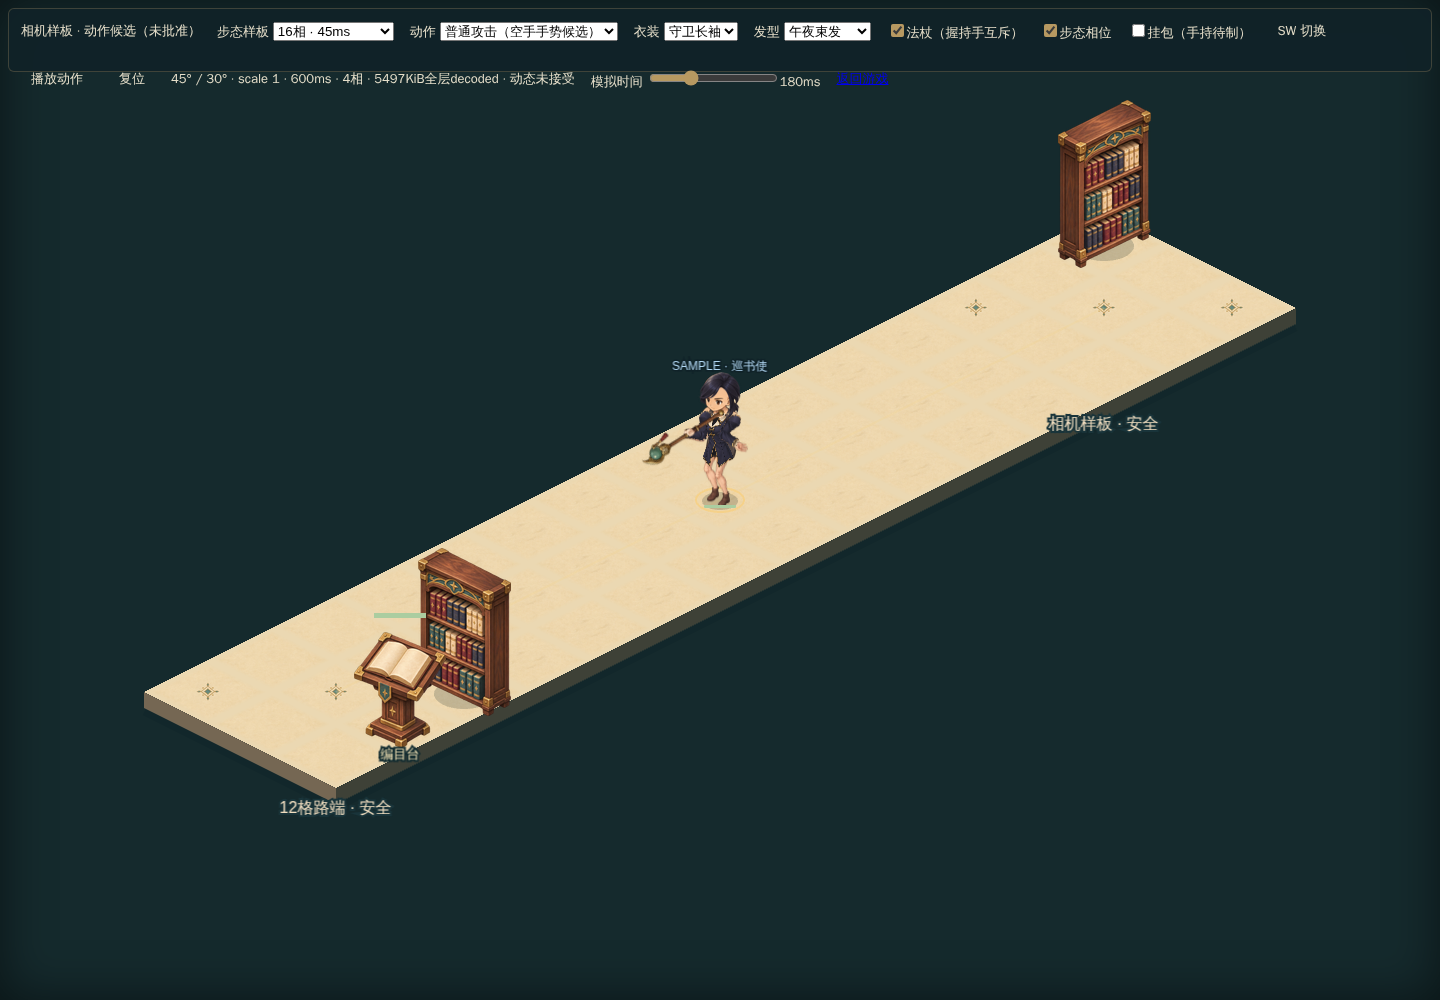 相机样板 · 动作候选（未批准） 步态样板 16相 · 45ms 动作 普通攻击（空手手势候选） 衣装 守卫长袖 发型 午夜束发 法杖（握持手互斥） 步态相位 挂包（手持待制） SW 切换
播放动作 复位 45° / 30° · scale 1 · 600ms · 4相 · 5497KiB全层decoded · 动态未接受 模拟时间 180ms
SAMPLE · 巡书使
相机样板 · 安全
编目台
12格路端 · 安全